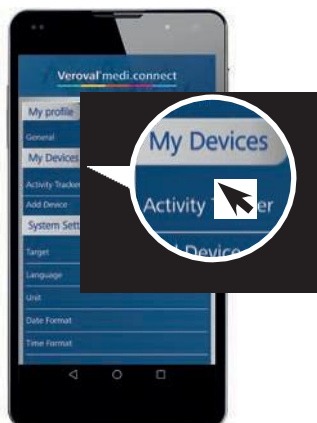 Veroval medi.connect
My profile
General
My Devices
Activity Tracker
Add Device
System Sett
Target
Language
Unit
Date Format
Time Format
My Devices
Activity T er
d Device